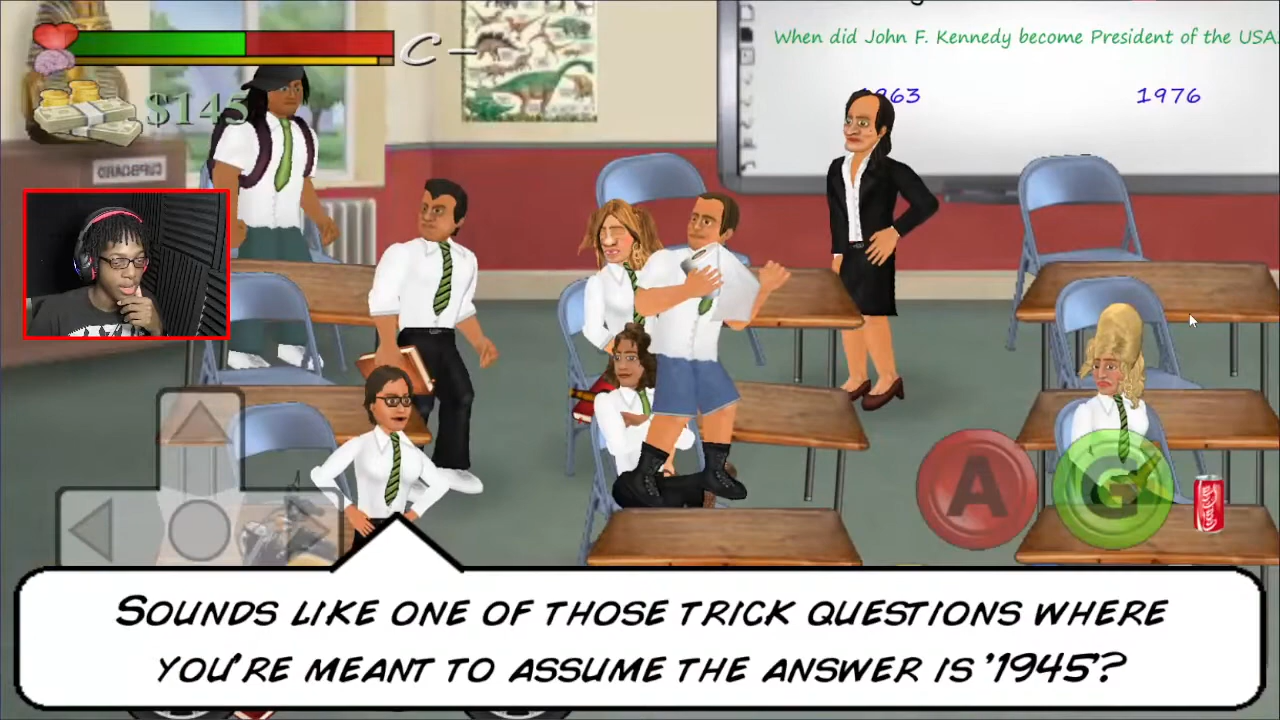 When did John F. Kennedy become President of the USA
C-
$145
1976
CUPBOARD
A
G
SOUNDS LIKE ONE OF THOSE TRICK QUESTIONS WHERE
YOU'RE MEANT TO ASSUME THE ANSWER IS '1945'?